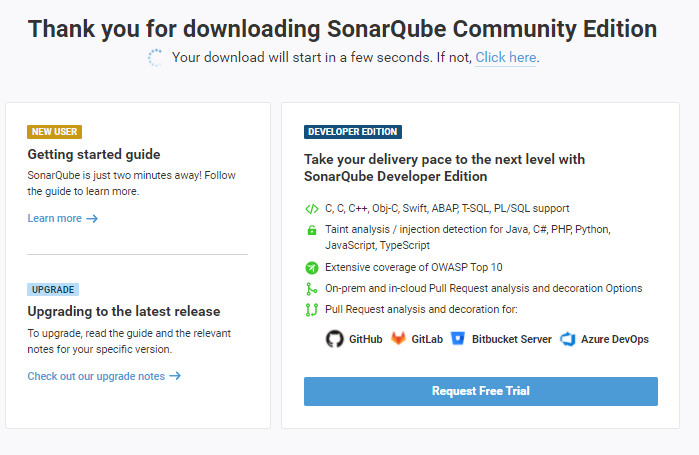 Thank you for downloading SonarQube Community Edition
Your download will start in a few seconds. If not, Click here.
NEW USER
Getting started guide
SonarQube is just two minutes away! Follow
the guide to learn more.
Learn more →
UPGRADE
Upgrading to the latest release
To upgrade, read the guide and the relevant
notes for your specific version.
Check out our upgrade notes →
DEVELOPER EDITION
Take your delivery pace to the next level with
SonarQube Developer Edition
C, C, C++, Obj-C, Swift, ABAP, T-SQL, PL/SQL support
Taint analysis / injection detection for Java, C#, PHP, Python,
JavaScript, TypeScript
Extensive coverage of OWASP Top 10
On-prem and in-cloud Pull Request analysis and decoration Options
Pull Request analysis and decoration for:
GitHub GitLab Bitbucket Server Azure DevOps
Request Free Trial